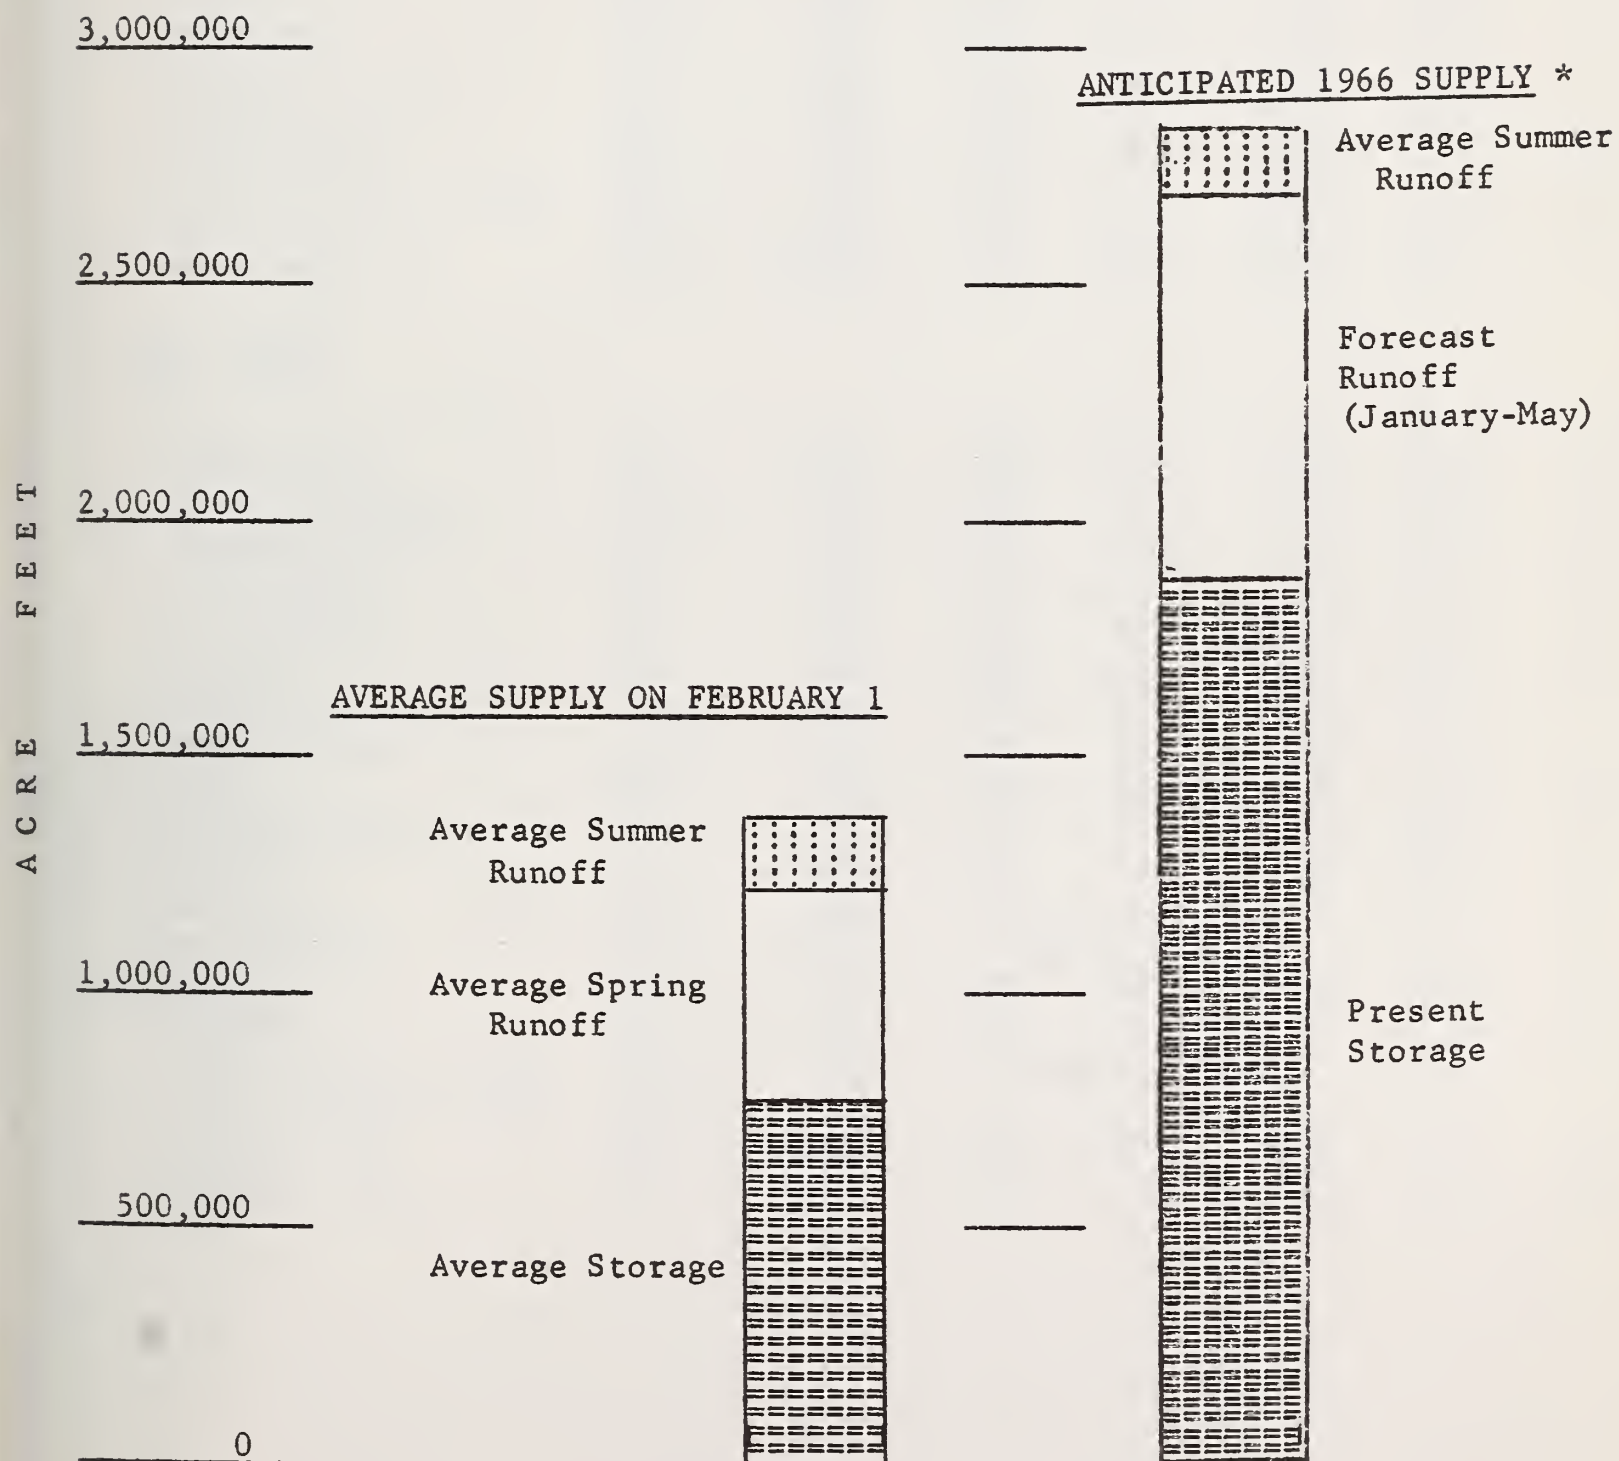 3,000,000
ANTICIPATED 1966 SUPPLY *
Average Summer
Runoff
2,500,000
Forecast
Runoff
(January-May)
2,000,000
ACRE FEET
AVERAGE SUPPLY ON FEBRUARY 1
1,500,000
Average Summer
Runoff
1,000,000
Average Spring
Runoff
Present
Storage
500,000
Average Storage
0